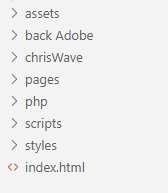 assets
back Adobe
chrisWave
pages
php
scripts
styles
index.html